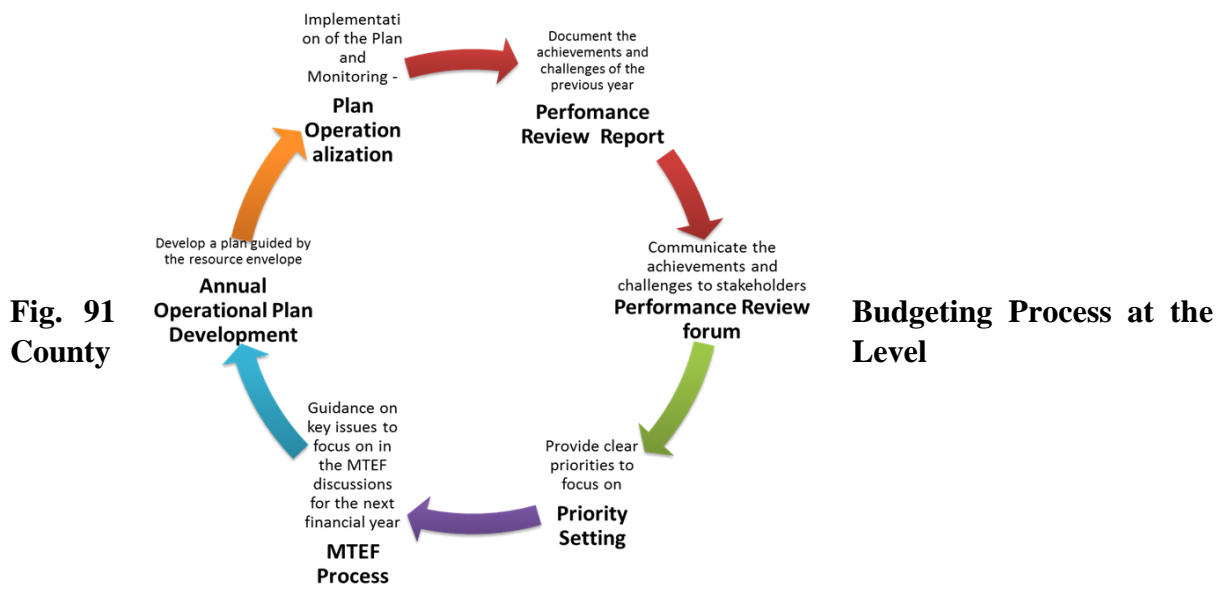 Implementati
on of the Plan
and
Monitoring -
Plan
Operation
alization
Document the
achievements and
challenges of the
previous year
Perfomance
Review Report
Communicate the
achievements and
challenges to stakeholders
Performance Review
forum
Provide clear
priorities to
focus on
Priority
Setting
Guidance on
key issues to
focus on in
the MTEF
discussions
for the next
financial year
MTEF
Process
Develop a plan guided by
the resource envelope
Annual
Operational Plan
Development
Fig. 91 Budgeting Process at the
County Level